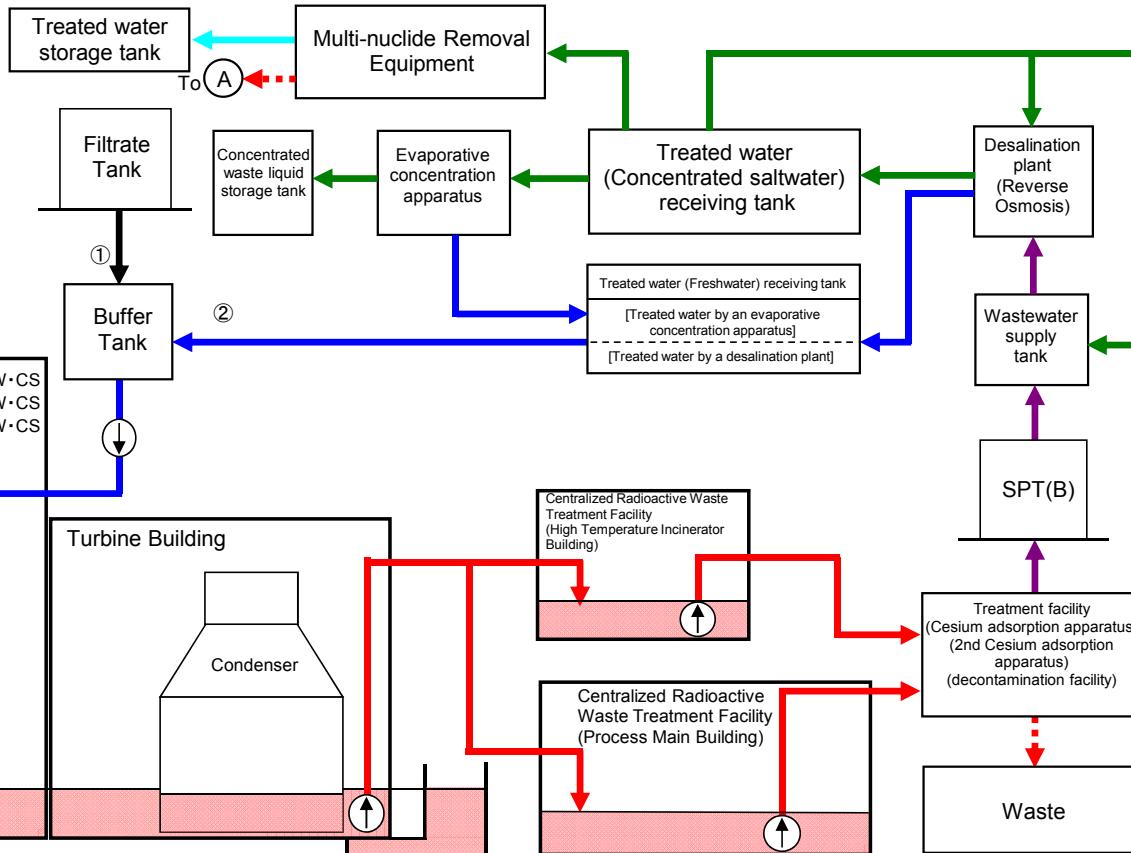 Treated water
storage tank
Multi-nuclide Removal
Equipment
To
A
Filtrate
Tank
Concentrated
waste liquid
storage tank
Evaporative
concentration
apparatus
Treated water
(Concentrated saltwater)
receiving tank
Desalination
plant
(Reverse
Osmosis)
①
Buffer
Tank
②
Treated water (Freshwater) receiving tank
[Treated water by an evaporative
concentration apparatus]
[Treated water by a desalination plant]
Wastewater
supply
tank
W・CS
W・CS
W・CS
SPT(B)
Turbine Building
Condenser
Centralized Radioactive Waste
Treatment Facility
(High Temperature Incinerator
Building)
Treatment facility
(Cesium adsorption apparatus
(2nd Cesium adsorption
apparatus)
(decontamination facility)
Centralized Radioactive
Waste Treatment Facility
(Process Main Building)
Waste